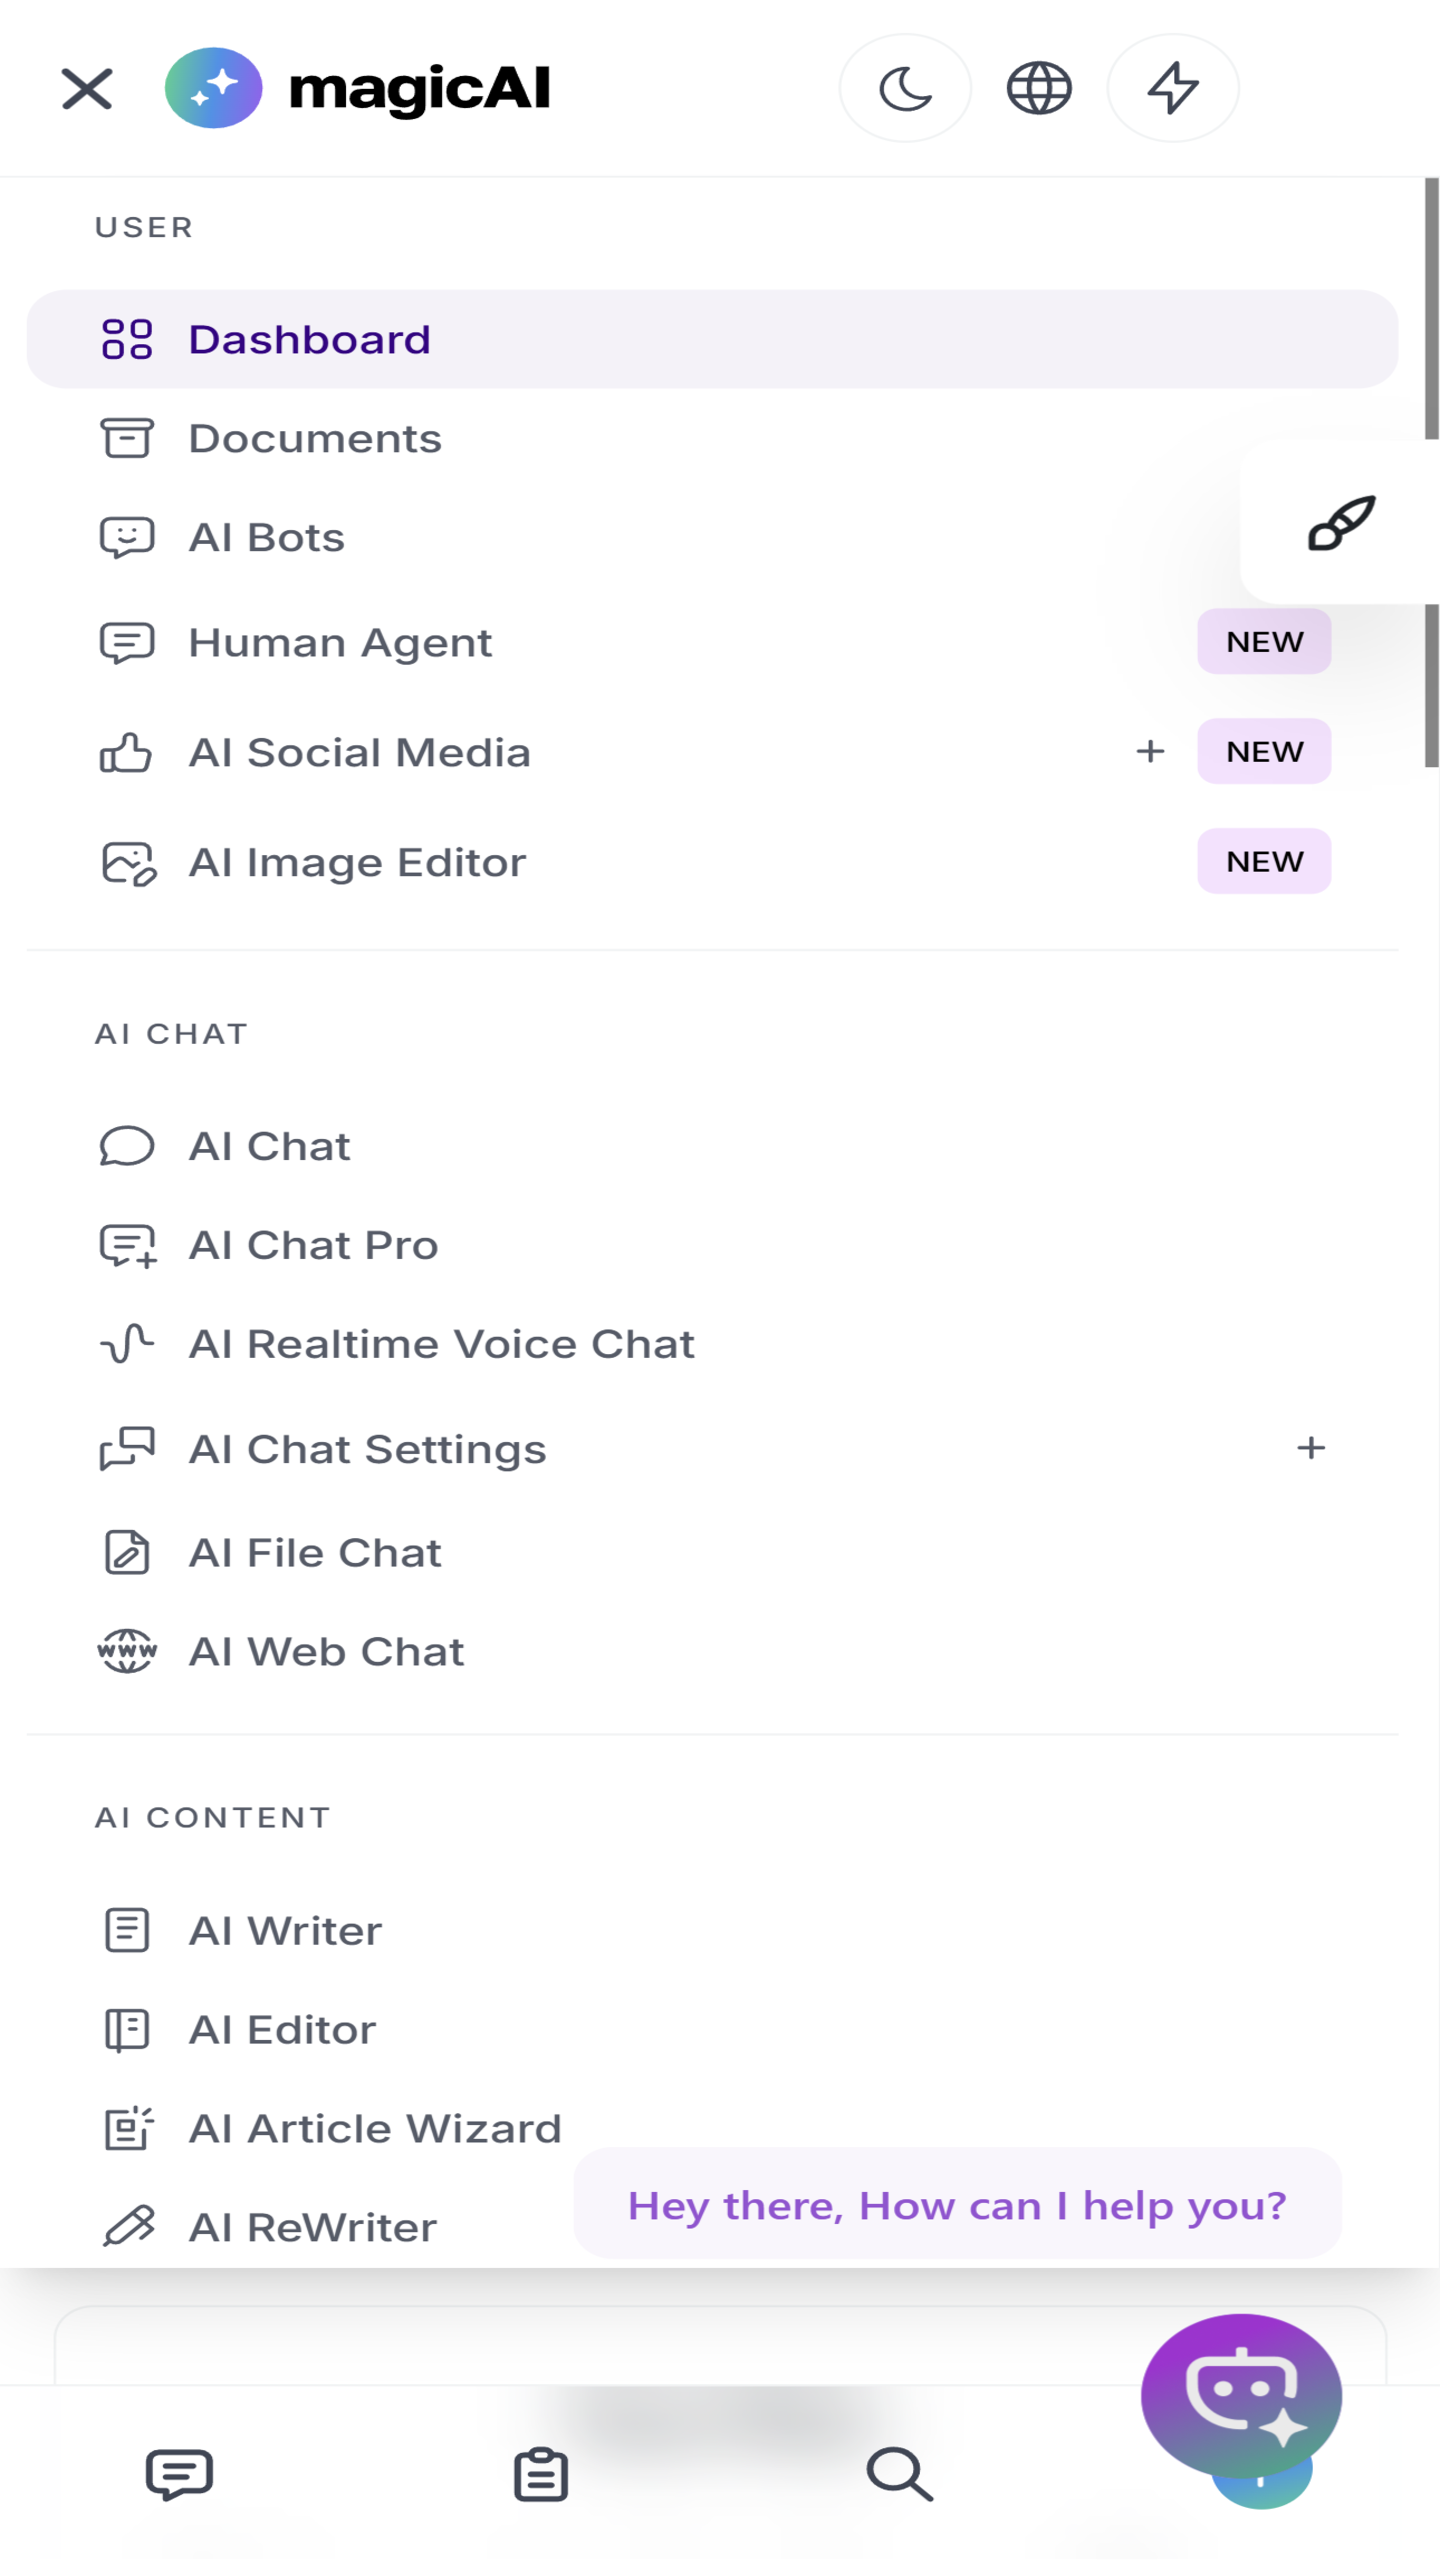 magicAI
USER
Dashboard
Documents
AI Bots
Human Agent NEW
AI Social Media + NEW
AI Image Editor NEW
AI CHAT
AI Chat
AI Chat Pro
AI Realtime Voice Chat
AI Chat Settings +
AI File Chat
WWW AI Web Chat
AI CONTENT
AI Writer
AI Editor
AI Article Wizard
Hey there, How can I help you?
AI ReWriter